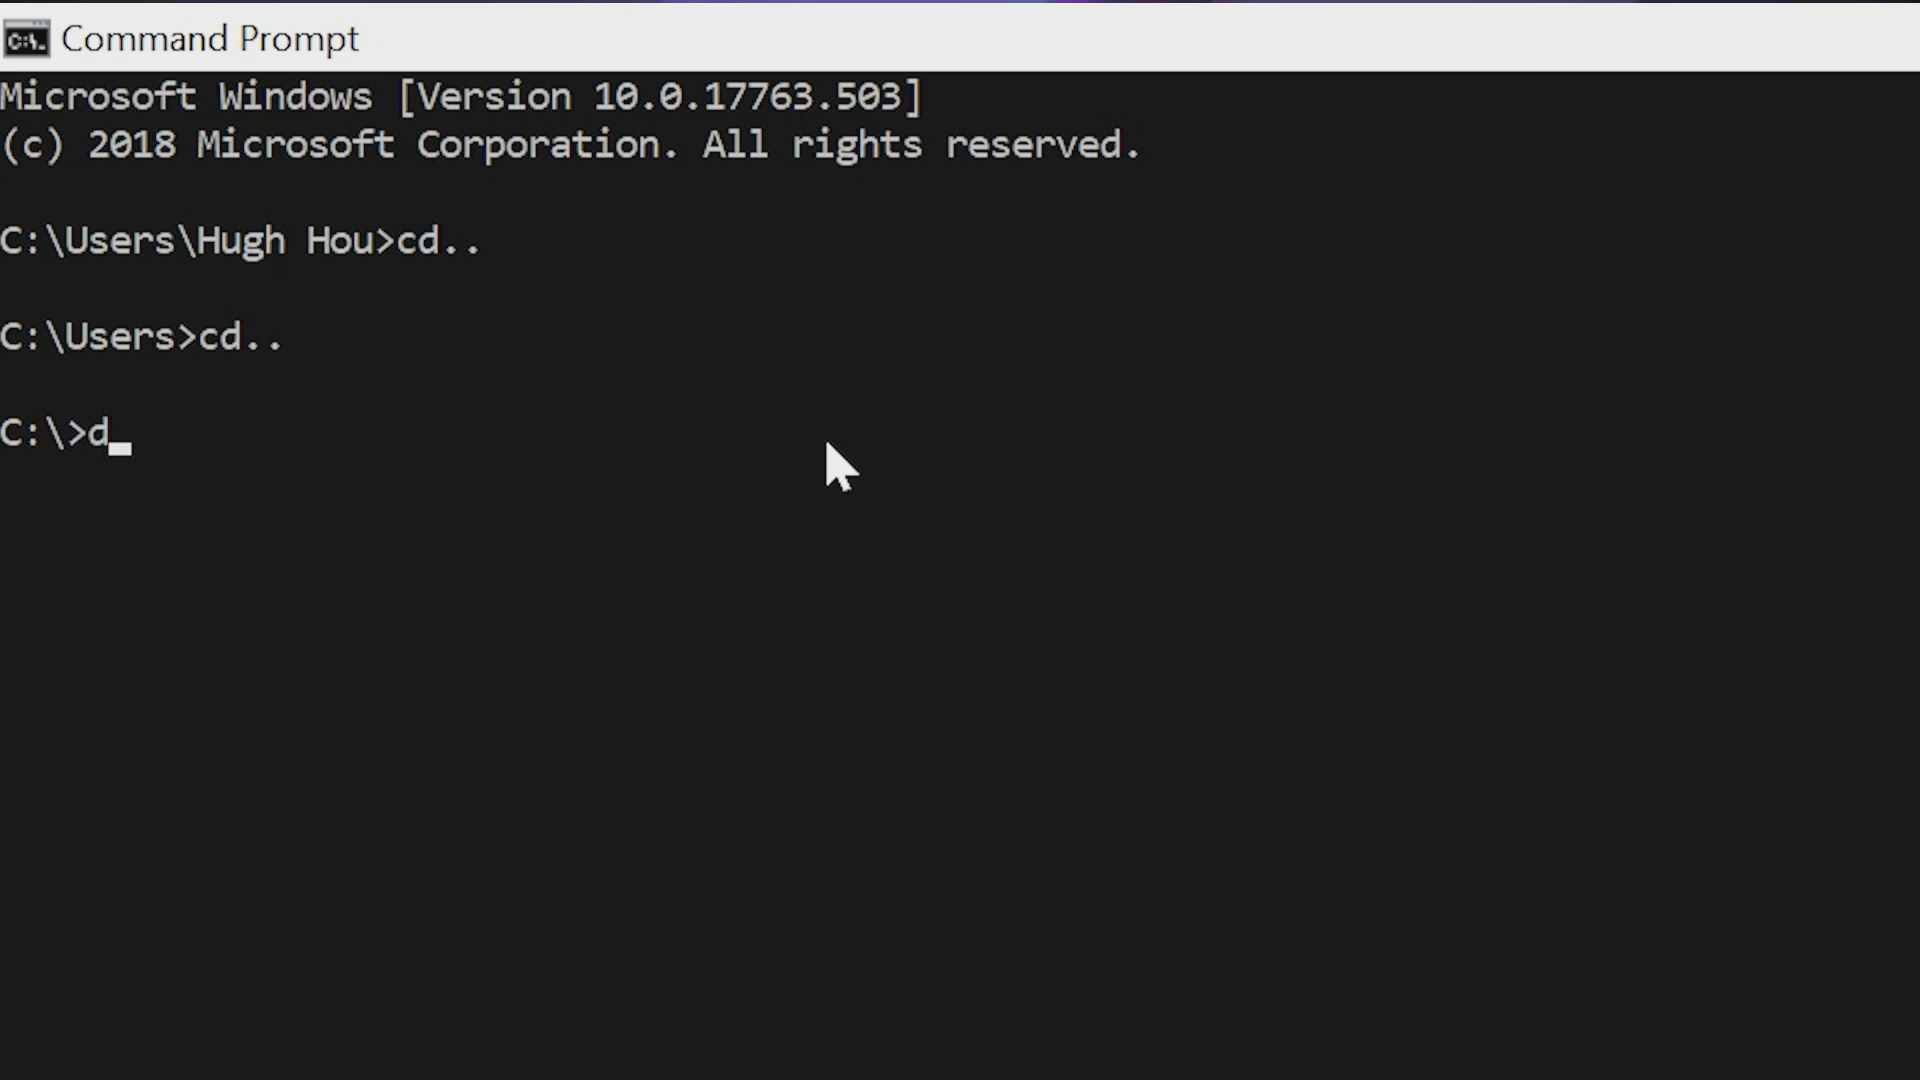 Command Prompt
Microsoft Windows [Version 10.0.17763.503]
(c) 2018 Microsoft Corporation. All rights reserved.
C:\Users\Hugh Hou>cd..
C:\Users>cd..
C:\>d_